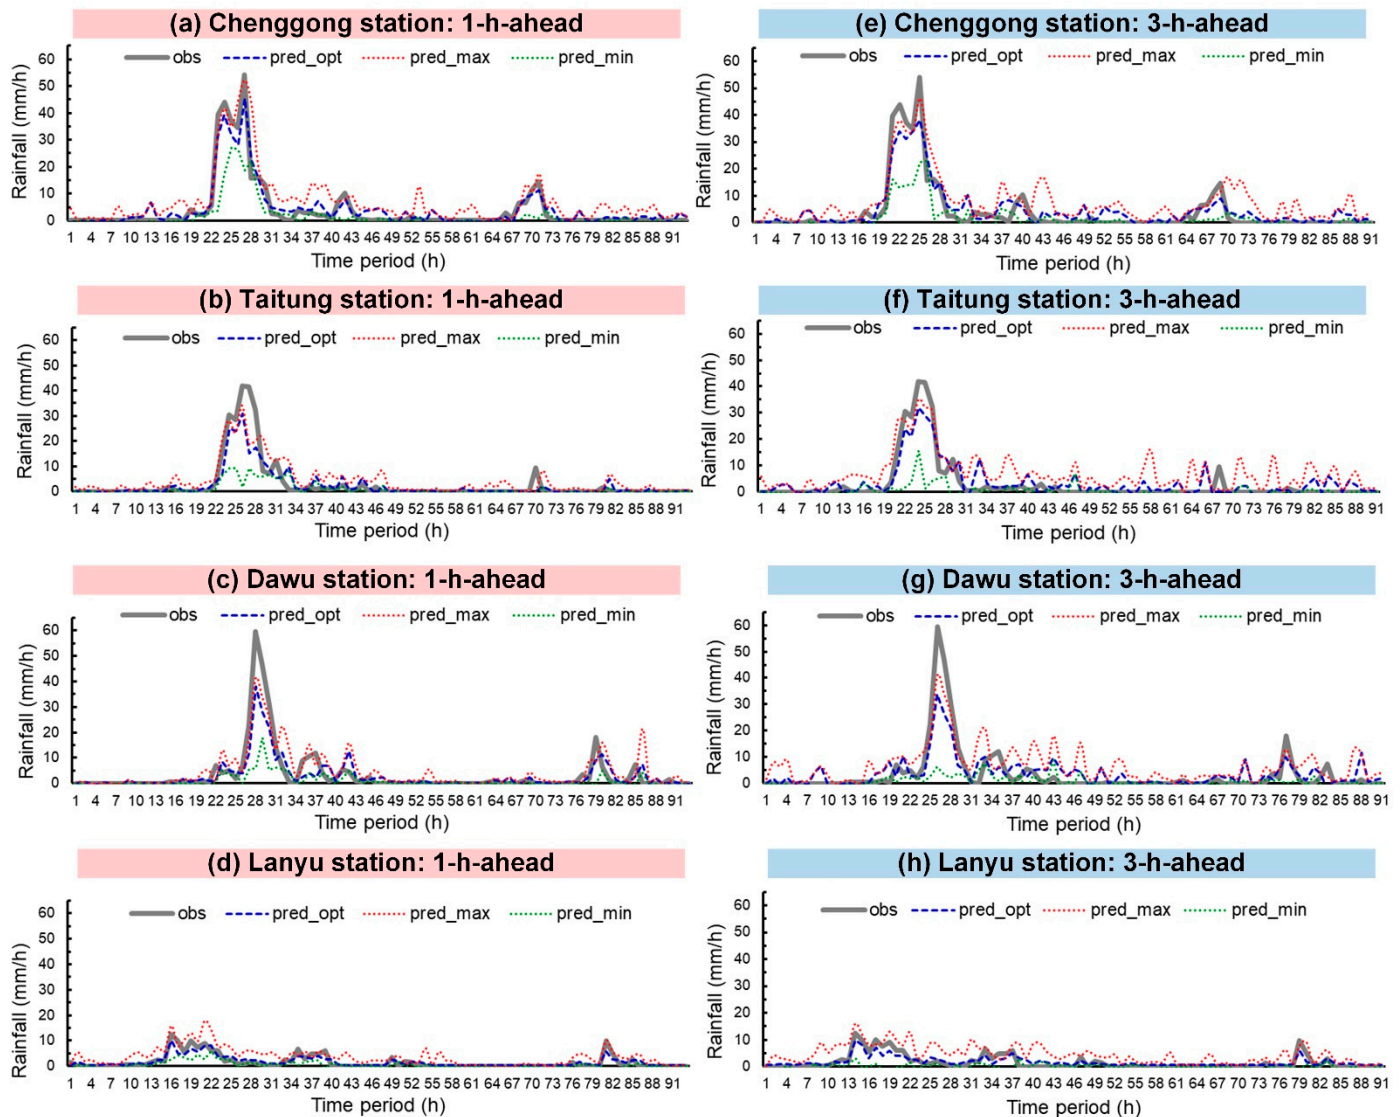 (a) Chenggong station: 1-h-ahead
obs pred_opt pred_max pred_min
Rainfall (mm/h)
60
50
40
30
20
10
0
1 4 7 10 13 16 19 22 25 28 31 34 37 40 43 46 49 52 55 58 61 64 67 70 73 76 79 82 85 88 91
Time period (h)
(b) Taitung station: 1-h-ahead
obs pred_opt pred_max pred_min
Rainfall (mm/h)
60
50
40
30
20
10
0
1 4 7 10 13 16 19 22 25 28 31 34 37 40 43 46 49 52 55 58 61 64 67 70 73 76 79 82 85 88 91
Time period (h)
(c) Dawu station: 1-h-ahead
obs pred_opt pred_max pred_min
Rainfall (mm/h)
60
50
40
30
20
10
0
1 4 7 10 13 16 19 22 25 28 31 34 37 40 43 46 49 52 55 58 61 64 67 70 73 76 79 82 85 88 91
Time period (h)
(d) Lanyu station: 1-h-ahead
obs pred_opt pred_max pred_min
Rainfall (mm/h)
60
50
40
30
20
10
0
1 4 7 10 13 16 19 22 25 28 31 34 37 40 43 46 49 52 55 58 61 64 67 70 73 76 79 82 85 88 91
Time period (h)
(e) Chenggong station: 3-h-ahead
obs pred_opt pred_max pred_min
Rainfall (mm/h)
60
50
40
30
20
10
0
1 4 7 10 13 16 19 22 25 28 31 34 37 40 43 46 49 52 55 58 61 64 67 70 73 76 79 82 85 88 91
Time period (h)
(f) Taitung station: 3-h-ahead
obs pred_opt pred_max pred_min
Rainfall (mm/h)
60
50
40
30
20
10
0
1 4 7 10 13 16 19 22 25 28 31 34 37 40 43 46 49 52 55 58 61 64 67 70 73 76 79 82 85 88 91
Time period (h)
(g) Dawu station: 3-h-ahead
obs pred_opt pred_max pred_min
Rainfall (mm/h)
60
50
40
30
20
10
0
1 4 7 10 13 16 19 22 25 28 31 34 37 40 43 46 49 52 55 58 61 64 67 70 73 76 79 82 85 88 91
Time period (h)
(h) Lanyu station: 3-h-ahead
obs pred_opt pred_max pred_min
Rainfall (mm/h)
60
50
40
30
20
10
0
1 4 7 10 13 16 19 22 25 28 31 34 37 40 43 46 49 52 55 58 61 64 67 70 73 76 79 82 85 88 91
Time period (h)